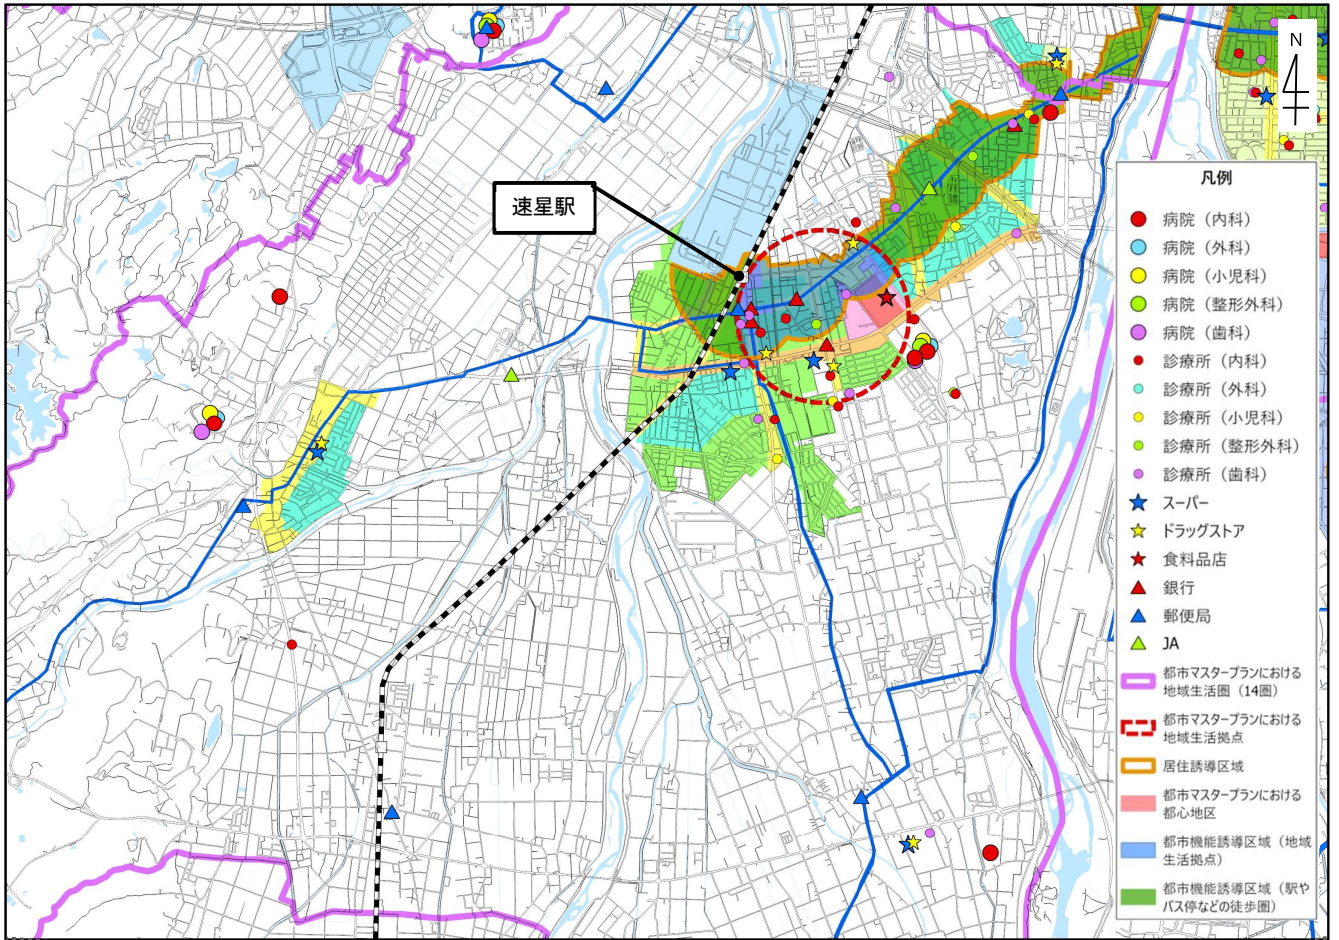 N
速星駅
凡例
病院（内科）
病院（外科）
病院（小児科）
病院（整形外科）
病院（歯科）
診療所（内科）
診療所（外科）
診療所（小児科）
診療所（整形外科）
診療所（歯科）
スーパー
ドラッグストア
食料品店
銀行
郵便局
JA
都市マスタープランにおける
地域生活圏（14圏）
都市マスタープランにおける
地域生活拠点
居住誘導区域
都市マスタープランにおける
都心地区
都市機能誘導区域（地域
生活拠点）
都市機能誘導区域（駅や
バス停などの徒歩圏）